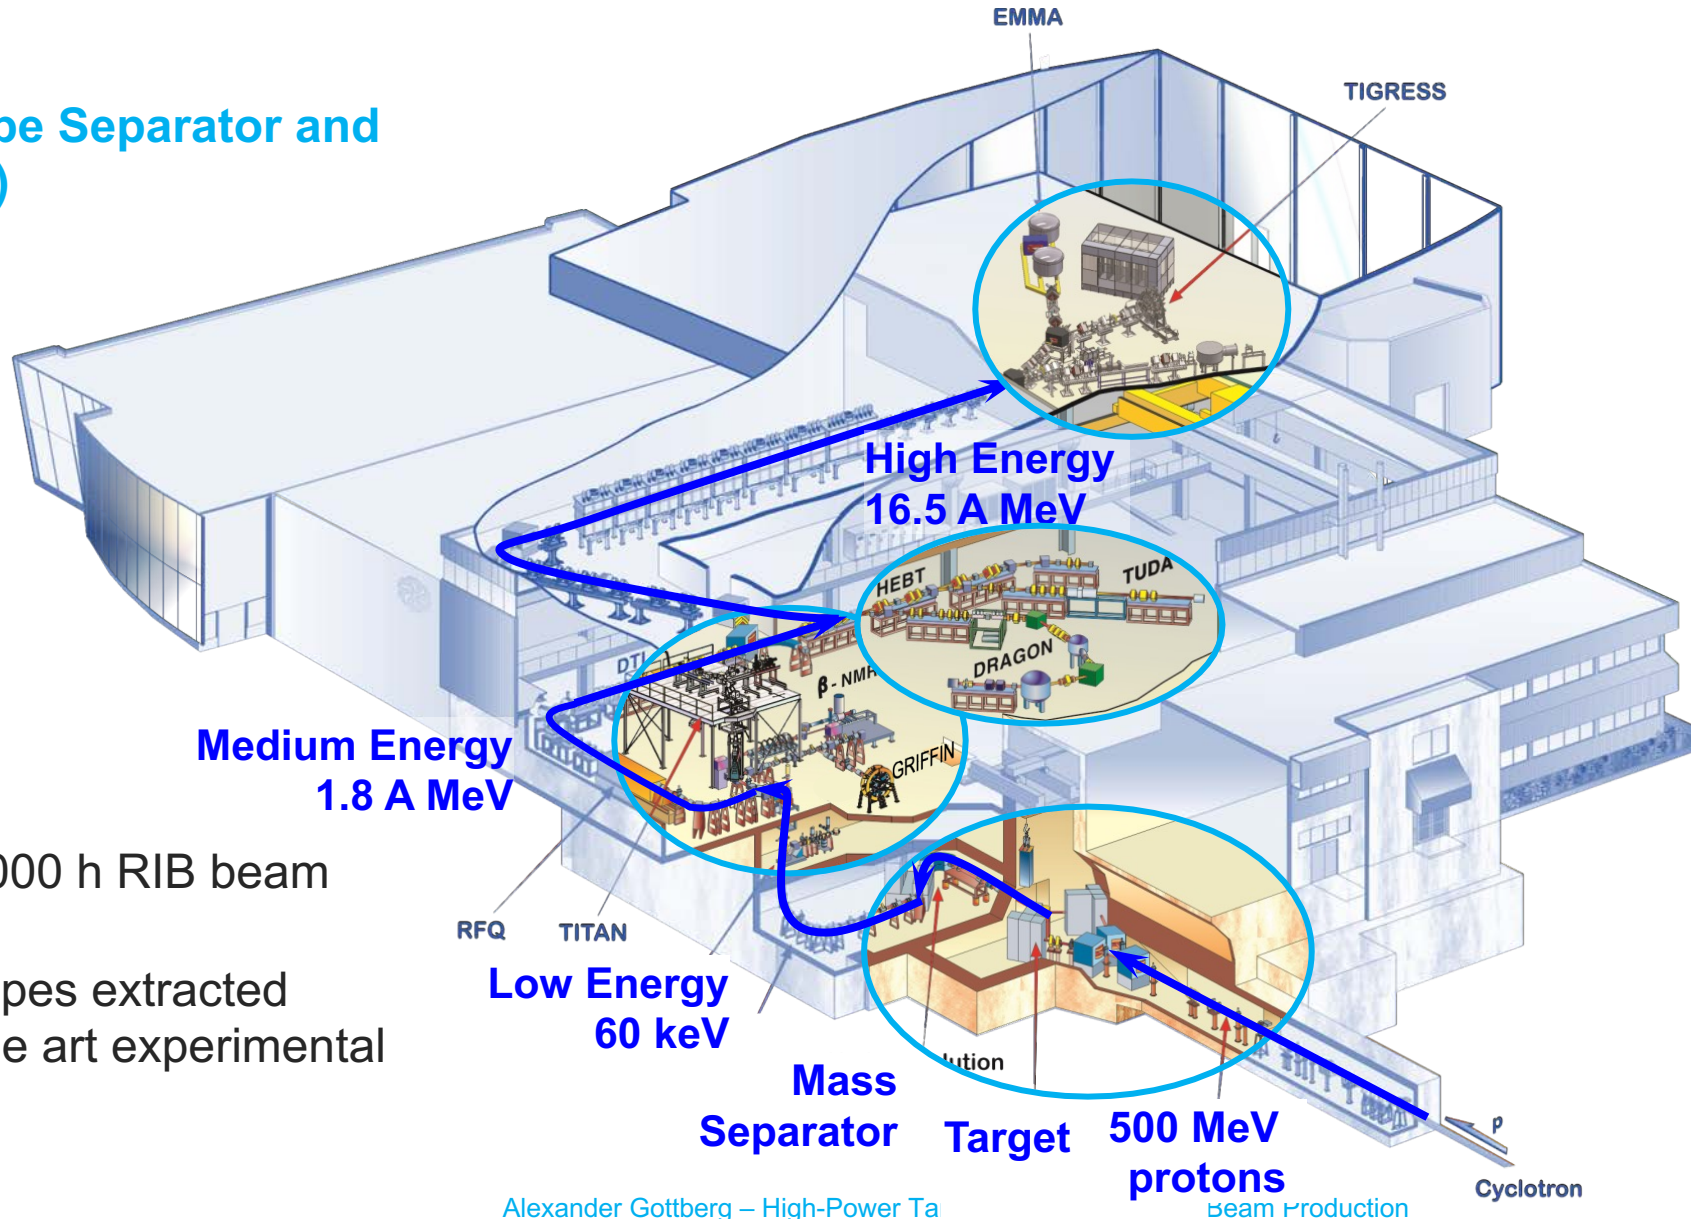 EMMA
TIGRESS
pe Separator and
)
High Energy
16.5 A MeV
HEBT
TUDA
DTL
β - NMR
DRAGON
GRIFFIN
Medium Energy
1.8 A MeV
000 h RIB beam
RFQ
TITAN
pes extracted
Low Energy
60 keV
e art experimental
lution
Mass
Separator
Target
500 MeV
protons
p
Cyclotron
Alexander Gottberg – High-Power Ta
Beam Production